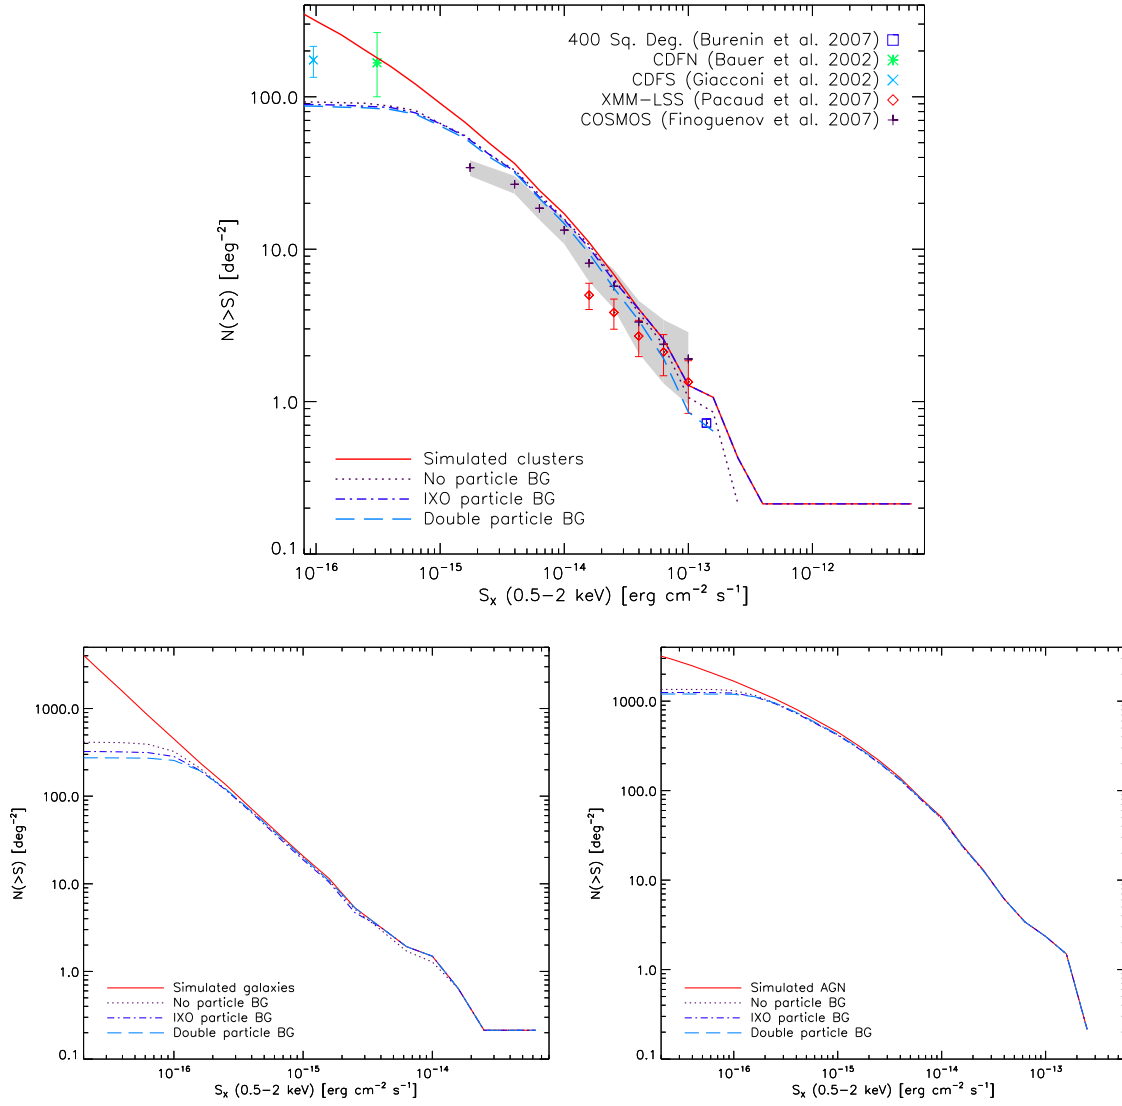 400 Sq. Deg. (Burenin et al. 2007)
CDFN (Bauer et al. 2002)
CDFS (Giacconi et al. 2002)
XMM-LSS (Pacaud et al. 2007)
COSMOS (Finoguenov et al. 2007)
100.0
10.0
1.0
0.1
N(>S) [deg⁻²]
Simulated clusters
No particle BG
IXO particle BG
Double particle BG
10⁻¹⁶ 10⁻¹⁵ 10⁻¹⁴ 10⁻¹³ 10⁻¹²
Sₓ (0.5-2 keV) [erg cm⁻² s⁻¹]
1000.0
100.0
10.0
1.0
0.1
N(>S) [deg⁻²]
Simulated galaxies
No particle BG
IXO particle BG
Double particle BG
10⁻¹⁶ 10⁻¹⁵ 10⁻¹⁴
Sₓ (0.5-2 keV) [erg cm⁻² s⁻¹]
1000.0
100.0
10.0
1.0
0.1
N(>S) [deg⁻²]
Simulated AGN
No particle BG
IXO particle BG
Double particle BG
10⁻¹⁶ 10⁻¹⁵ 10⁻¹⁴ 10⁻¹³
Sₓ (0.5-2 keV) [erg cm⁻² s⁻¹]